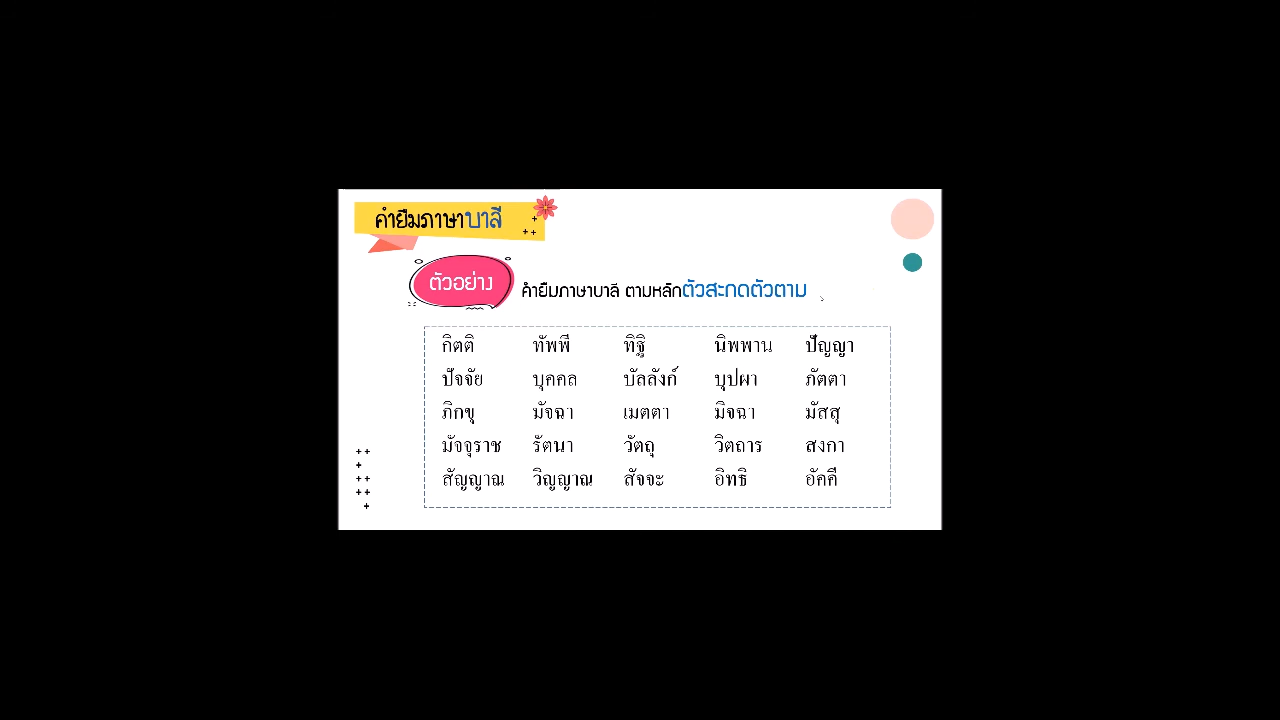 คำยืมภาษาบาลี
ตัวอย่าง
คำยืมภาษาบาลี ตามหลักตัวสะกดตัวตาม
กิตติ ทัพพี ทิฐิ นิพพาน ปัญญา
ปัจจัย บุคคล บัลลังก์ บุปผา ภัตตา
ภิกขุ มัจฉา เมตตา มิจฉา มัสสุ
มัจจุราช รัตนา วัตถุ วิตถาร สงกา
สัญญาณ วิญญาณ สัจจะ อิทธิ อัคคี